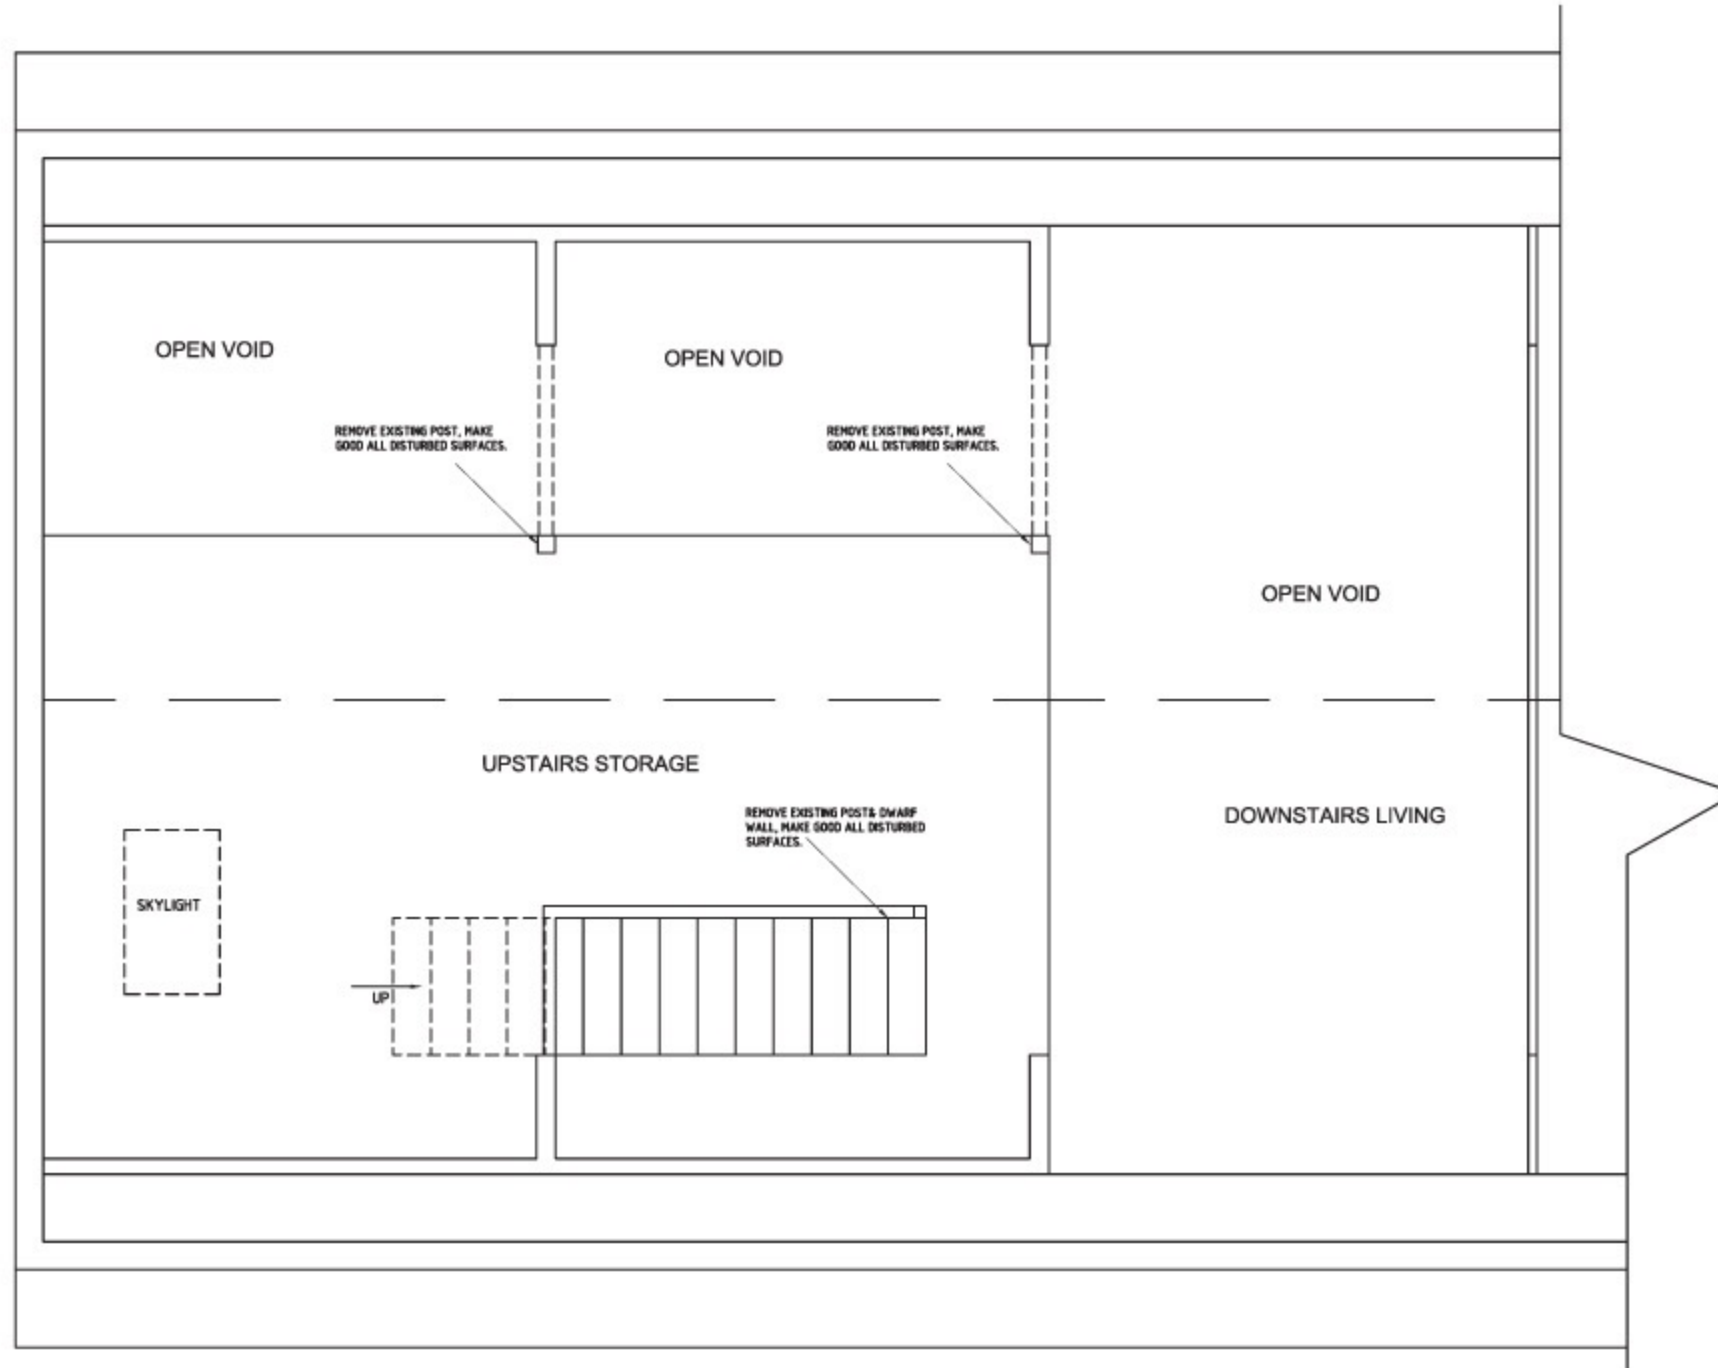 OPEN VOID
OPEN VOID
REMOVE EXISTING POST, MAKE
GOOD ALL DISTURBED SURFACES.
REMOVE EXISTING POST, MAKE
GOOD ALL DISTURBED SURFACES.
OPEN VOID
UPSTAIRS STORAGE
REMOVE EXISTING POST& DWARF
WALL, MAKE GOOD ALL DISTURBED
SURFACES.
DOWNSTAIRS LIVING
SKYLIGHT
UP